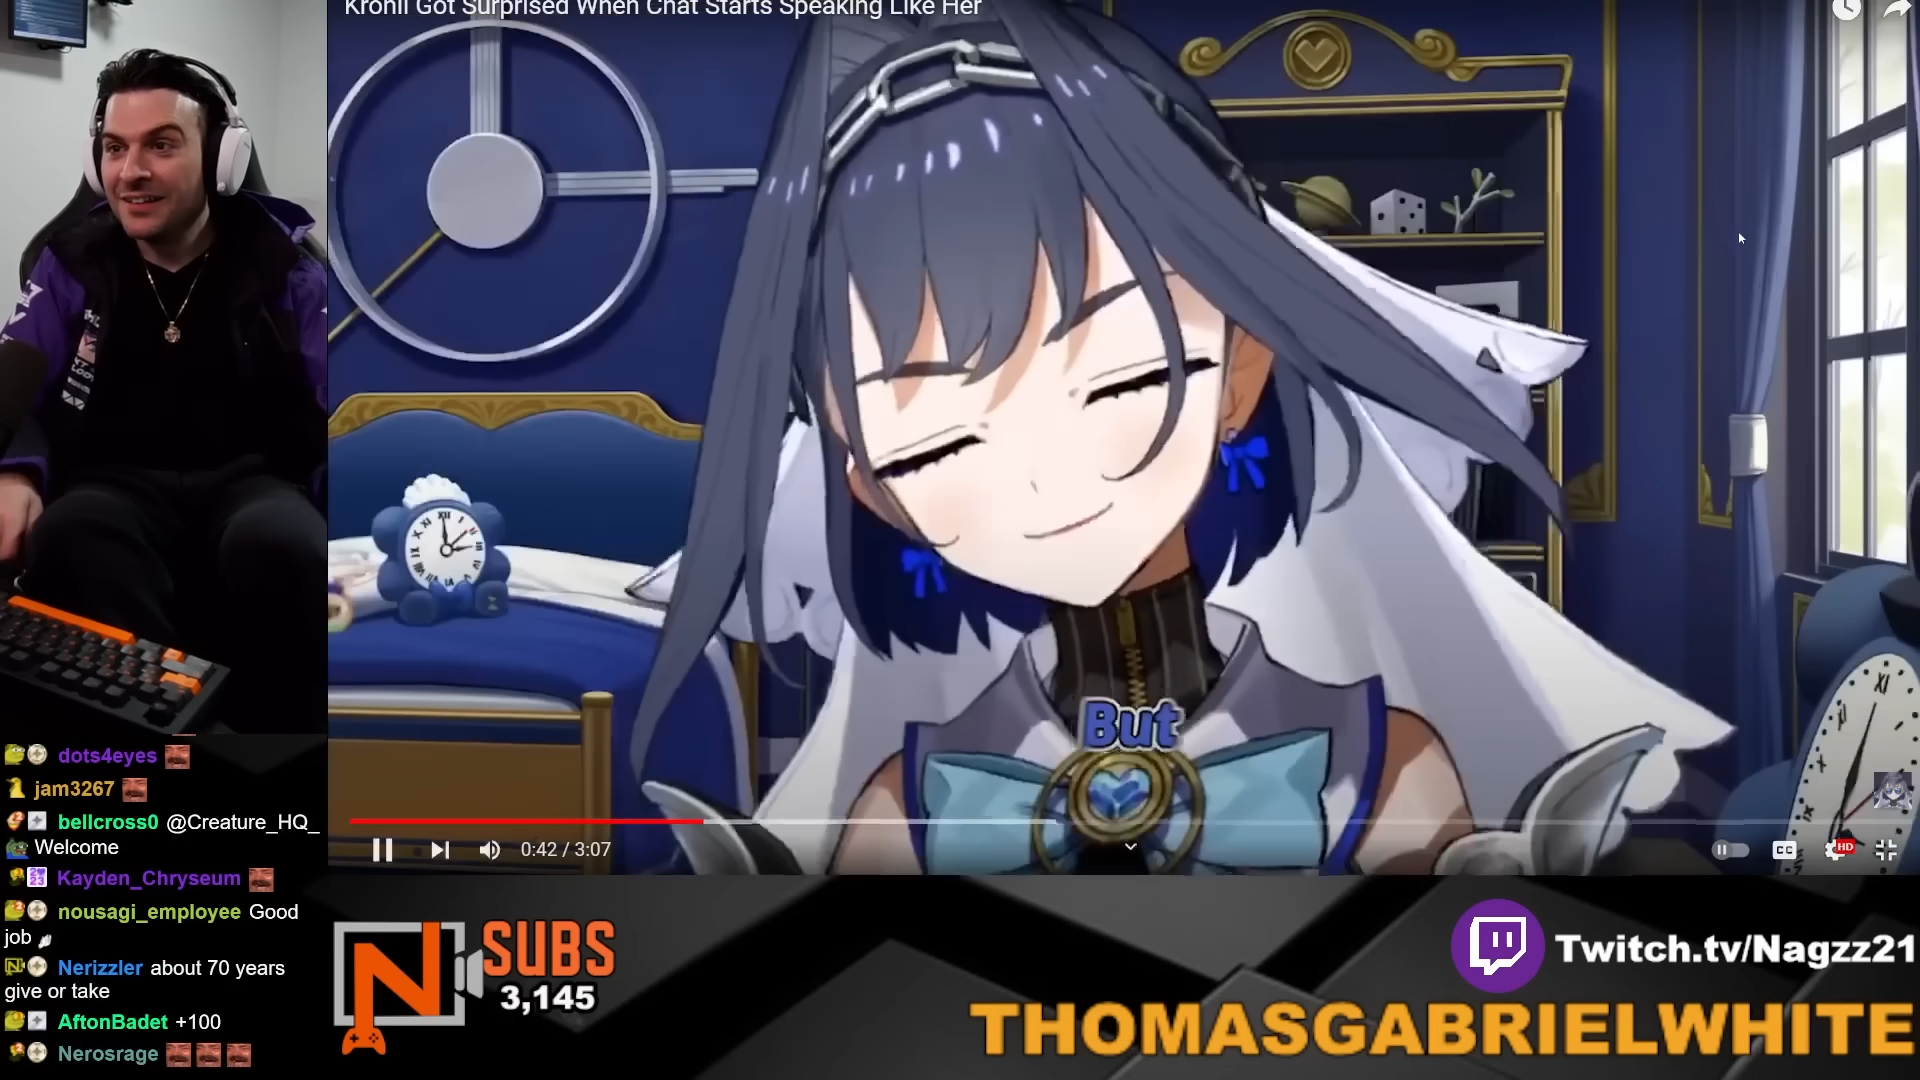 Kronii Got Surprised When Chat Starts Speaking Like Her
But
0:42 / 3:07
CC
HD
dots4eyes
jam3267
bellcross0 @Creature_HQ_
Welcome
Kayden_Chryseum
nousagi_employee Good
job
Nerizzler about 70 years
give or take
AftonBadet +100
Nerosrage
N
SUBS
3,145
Twitch.tv/Nagzz21
THOMASGABRIELWHITE